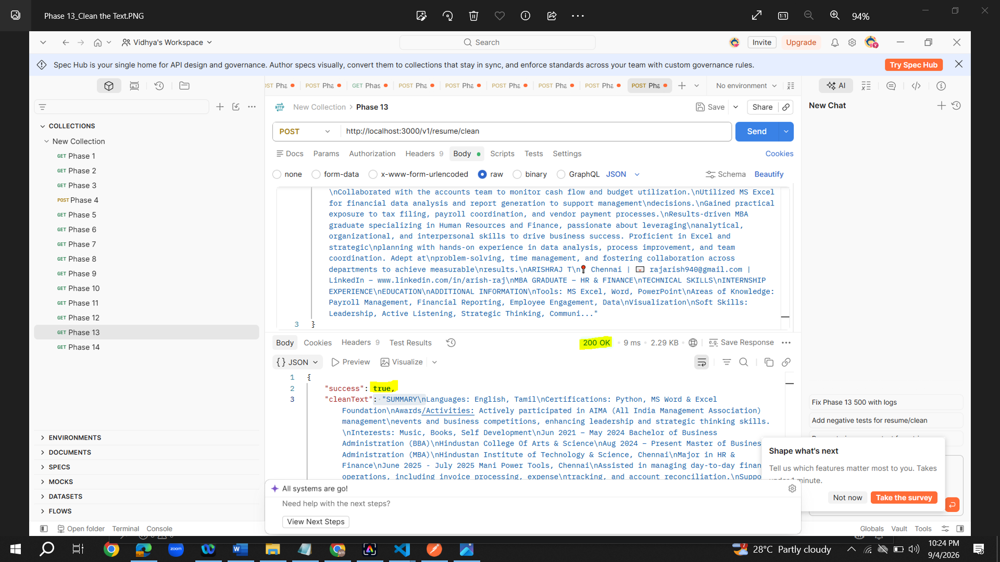 Phase 13_Clean the Text.PNG
94%
Vidhya's Workspace
Search
Invite
Upgrade
Spec Hub is your single home for API design and governance. Author specs visually, convert them to collections that stay in sync, and enforce standards across your team with custom governance rules.
Try Spec Hub
POST Pha
POST Pha
GET Phas
POST Pha
POST Pha
POST Pha
POST Pha
POST Pha
POST Pha
No environment
AI
New Collection > Phase 13
Save
Share
New Chat
COLLECTIONS
New Collection
GET Phase 1
GET Phase 2
GET Phase 3
POST Phase 4
GET Phase 5
GET Phase 6
GET Phase 7
GET Phase 8
GET Phase 9
GET Phase 10
GET Phase 11
GET Phase 12
GET Phase 13
GET Phase 14
ENVIRONMENTS
DOCUMENTS
SPECS
MOCKS
DATASETS
FLOWS
POST
http://localhost:3000/v1/resume/clean
Send
Docs Params Authorization Headers 9 Body Scripts Tests Settings Cookies
none form-data x-www-form-urlencoded raw binary GraphQL JSON Schema Beautify
\nCollaborated with the accounts team to monitor cash flow and budget utilization.\nUtilized MS Excel
for financial data analysis and report generation to support management\ndecisions.\nGained practical
exposure to tax filing, payroll coordination, and vendor payment processes.\nResults-driven MBA
graduate specializing in Human Resources and Finance, passionate about leveraging\nanalytical,
organizational, and interpersonal skills to drive business success. Proficient in Excel and
strategic\nplanning with hands-on experience in data analysis, process improvement, and team
coordination. Adept at\nproblem-solving, time management, and fostering collaboration across
departments to achieve measurable\nresults.\nARISHRAJ T\n📍 Chennai | 📧 rajarish940@gmail.com |
LinkedIn – www.linkedin.com/in/arish-raj\nMBA GRADUATE – HR & FINANCE\nTECHNICAL SKILLS\nINTERNSHIP
EXPERIENCE\nEDUCATION\nADDITIONAL INFORMATION\nTools: MS Excel, Word, PowerPoint\nAreas of Knowledge:
Payroll Management, Financial Reporting, Employee Engagement, Data\nVisualization\nSoft Skills:
Leadership, Active Listening, Strategic Thinking, Communi..."
3 }
Body Cookies Headers 9 Test Results
200 OK • 9 ms • 2.29 KB
e.g. Save Response
{} JSON
Preview
Visualize
1 {
2 "success": true,
3 "cleanText": "SUMMARY\nLanguages: English, Tamil\nCertifications: Python, MS Word & Excel
Foundation\nAwards/Activities: Actively participated in AIMA (All India Management Association)
management\nevents and business competitions, enhancing leadership and strategic thinking skills.
\nInterests: Music, Books, Self Development\nJun 2021 – May 2024 Bachelor of Business
Administration (BBA)\nHindustan College Of Arts & Science\nAug 2024 – Present Master of Busines
Administration (MBA)\nHindustan Institute of Technology & Science, Chennai\nMajor in HR &
Finance\nJune 2025 - July 2025 Mani Power Tools, Chennai\nAssisted in managing day-to-day finan
operations, including invoice processing, expense\ntracking, and account reconciliation.\nSuppo
All systems are go!
Need help with the next steps?
View Next Steps
Fix Phase 13 500 with logs
Add negative tests for resume/clean
Shape what's next
Tell us which features matter most to you. Takes
under 1 minute.
Not now
Take the survey
Open folder Terminal Console
Globals Vault Tools
zoom
28°C Partly cloudy
10:24 PM
9/4/2026